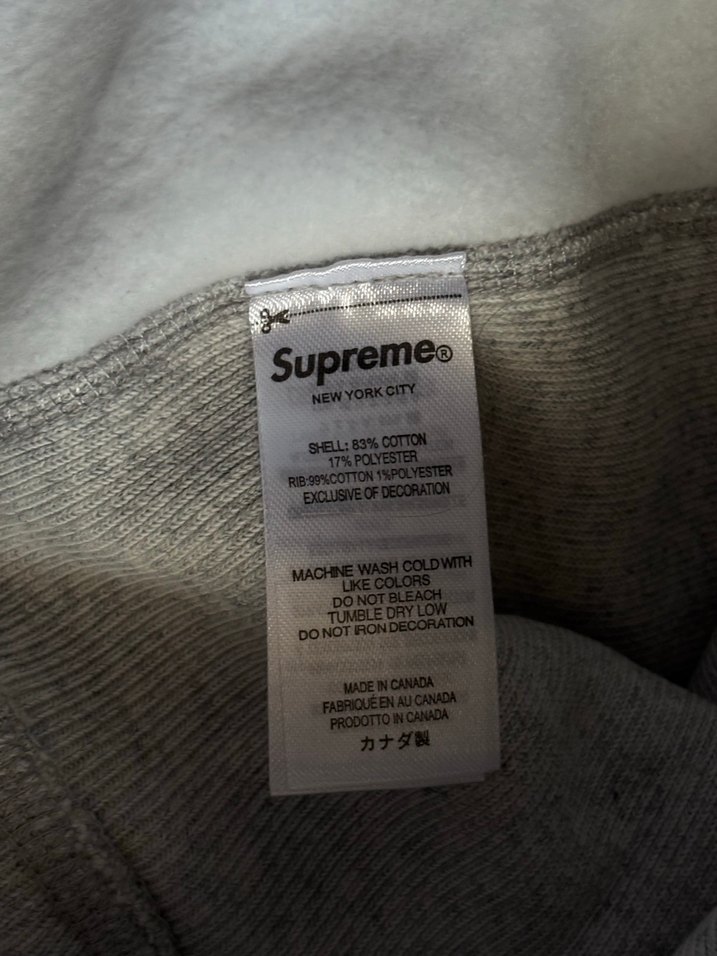 Supreme®
NEW YORK CITY
SHELL: 83% COTTON
17% POLYESTER
RIB:99%COTTON 1%POLYESTER
EXCLUSIVE OF DECORATION
MACHINE WASH COLD WITH
LIKE COLORS
DO NOT BLEACH
TUMBLE DRY LOW
DO NOT IRON DECORATION
MADE IN CANADA
FABRIQUÉ EN AU CANADA
PRODOTTO IN CANADA
カナダ製